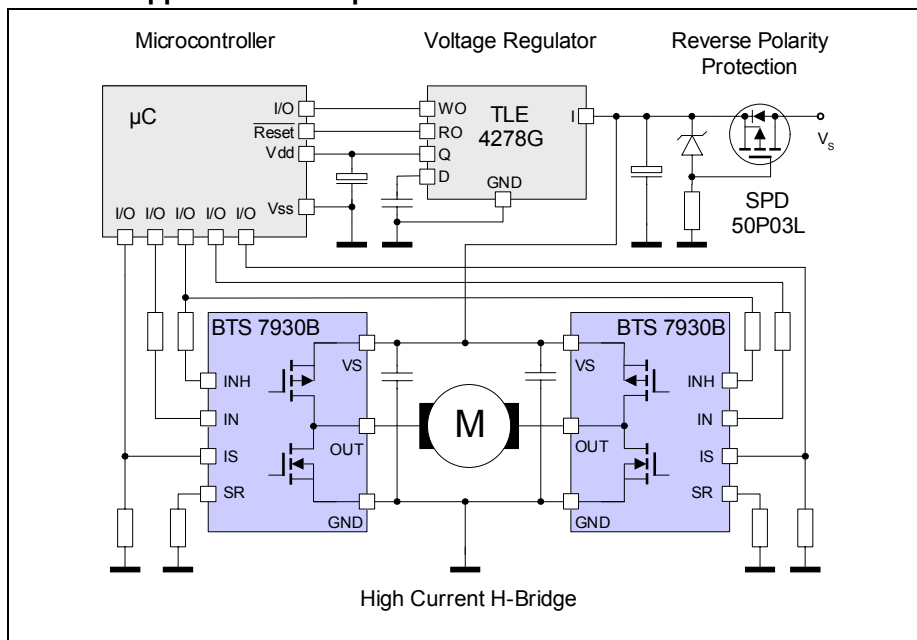 Microcontroller
Voltage Regulator
Reverse Polarity
Protection
µC
I/O
Reset
Vdd
Vss
I/O I/O I/O I/O I/O
WO
RO
Q
D
TLE
4278G
I
GND
V_S
SPD
50P03L
BTS 7930B
VS
INH
IN
IS
SR
OUT
GND
M
BTS 7930B
VS
INH
IN
IS
SR
OUT
GND
High Current H-Bridge